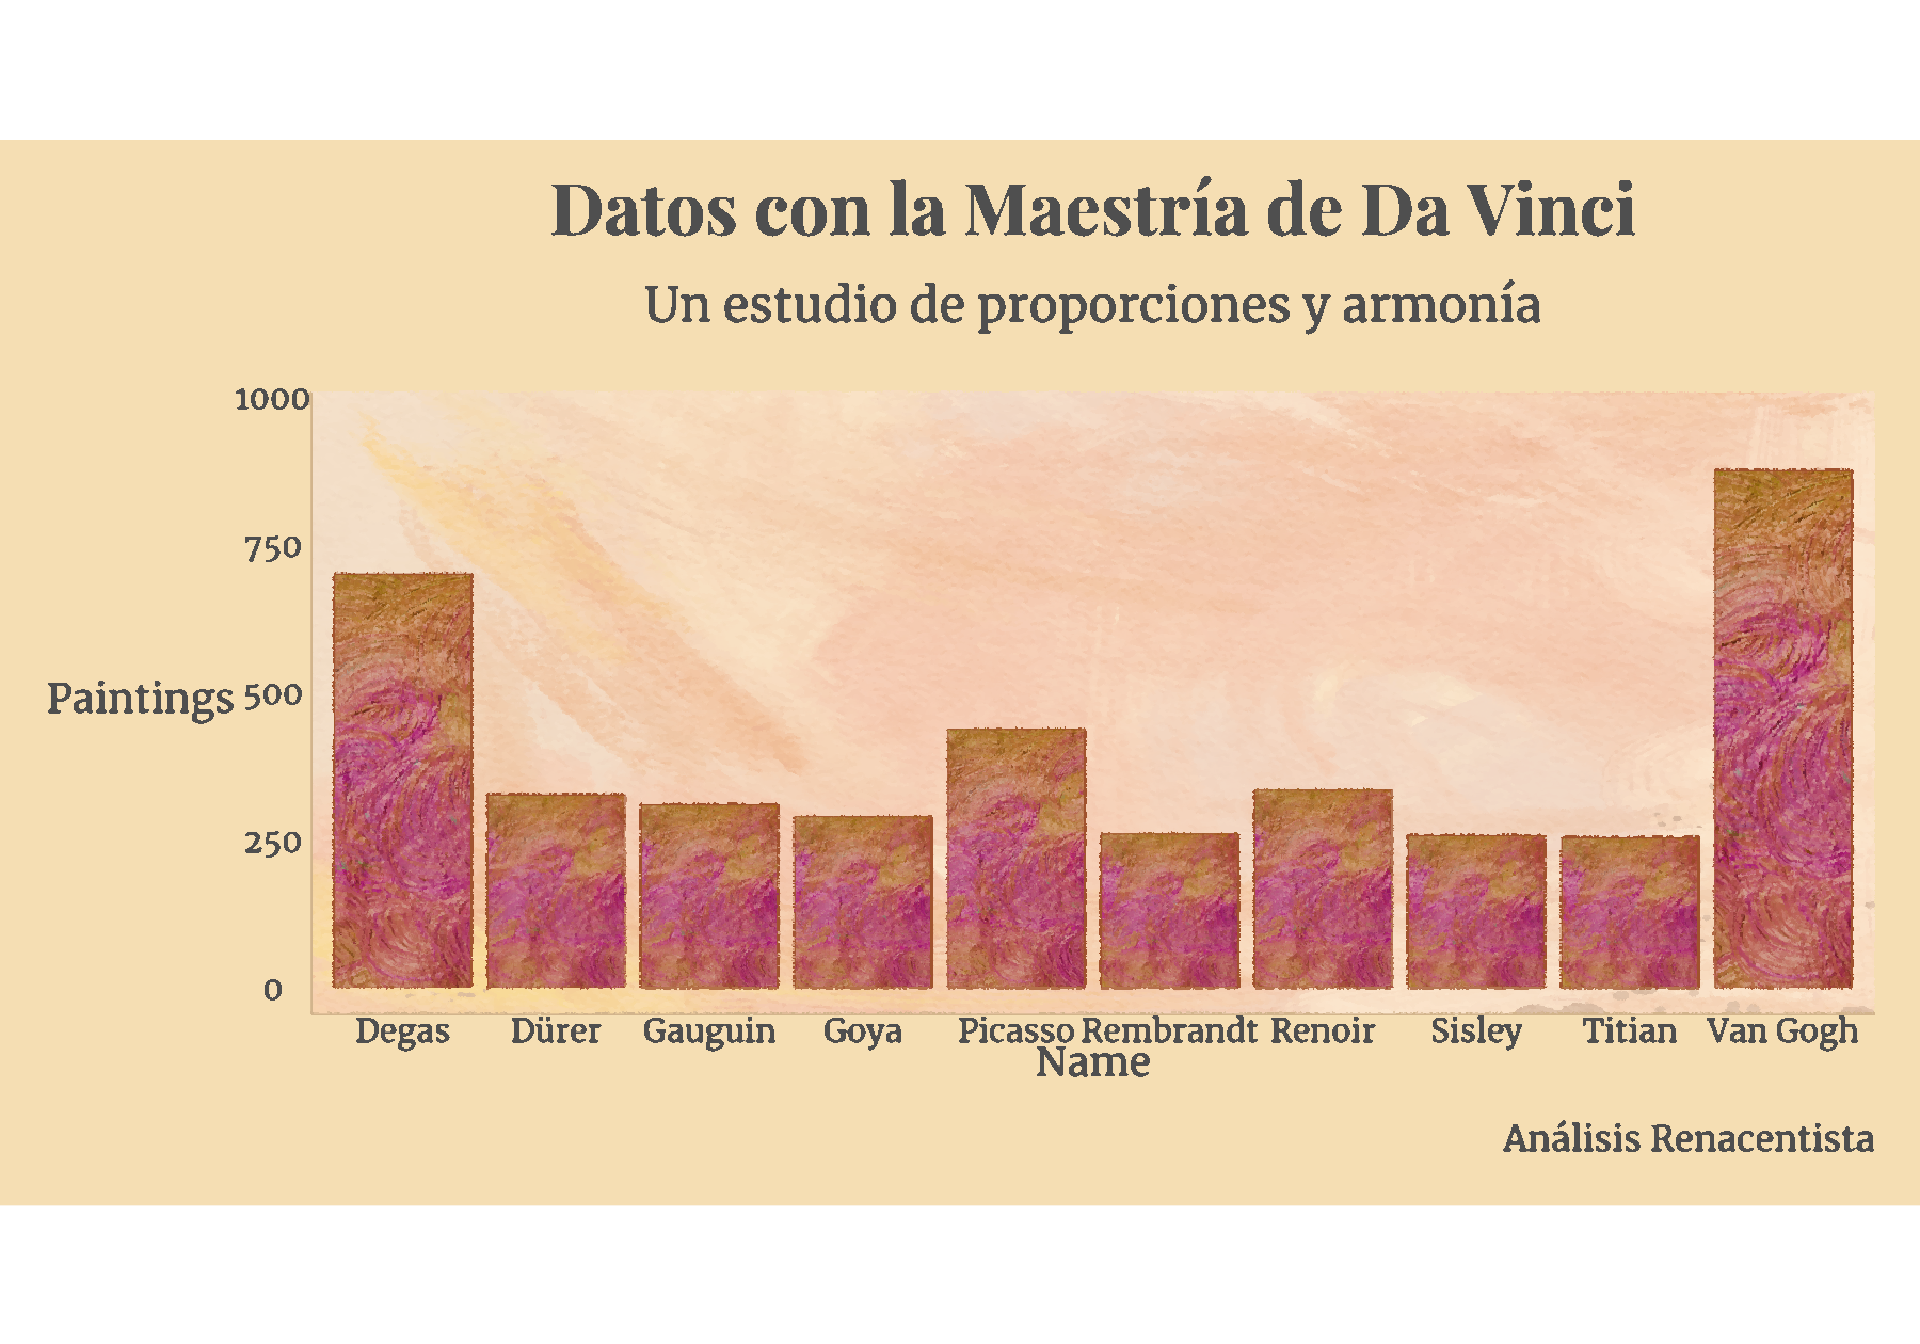 Datos con la Maestría de Da Vinci
Un estudio de proporciones y armonía
1000
750
Paintings 500
250
0
Degas Dürer Gauguin Goya Picasso Rembrandt Renoir Sisley Titian Van Gogh
Name
Análisis Renacentista